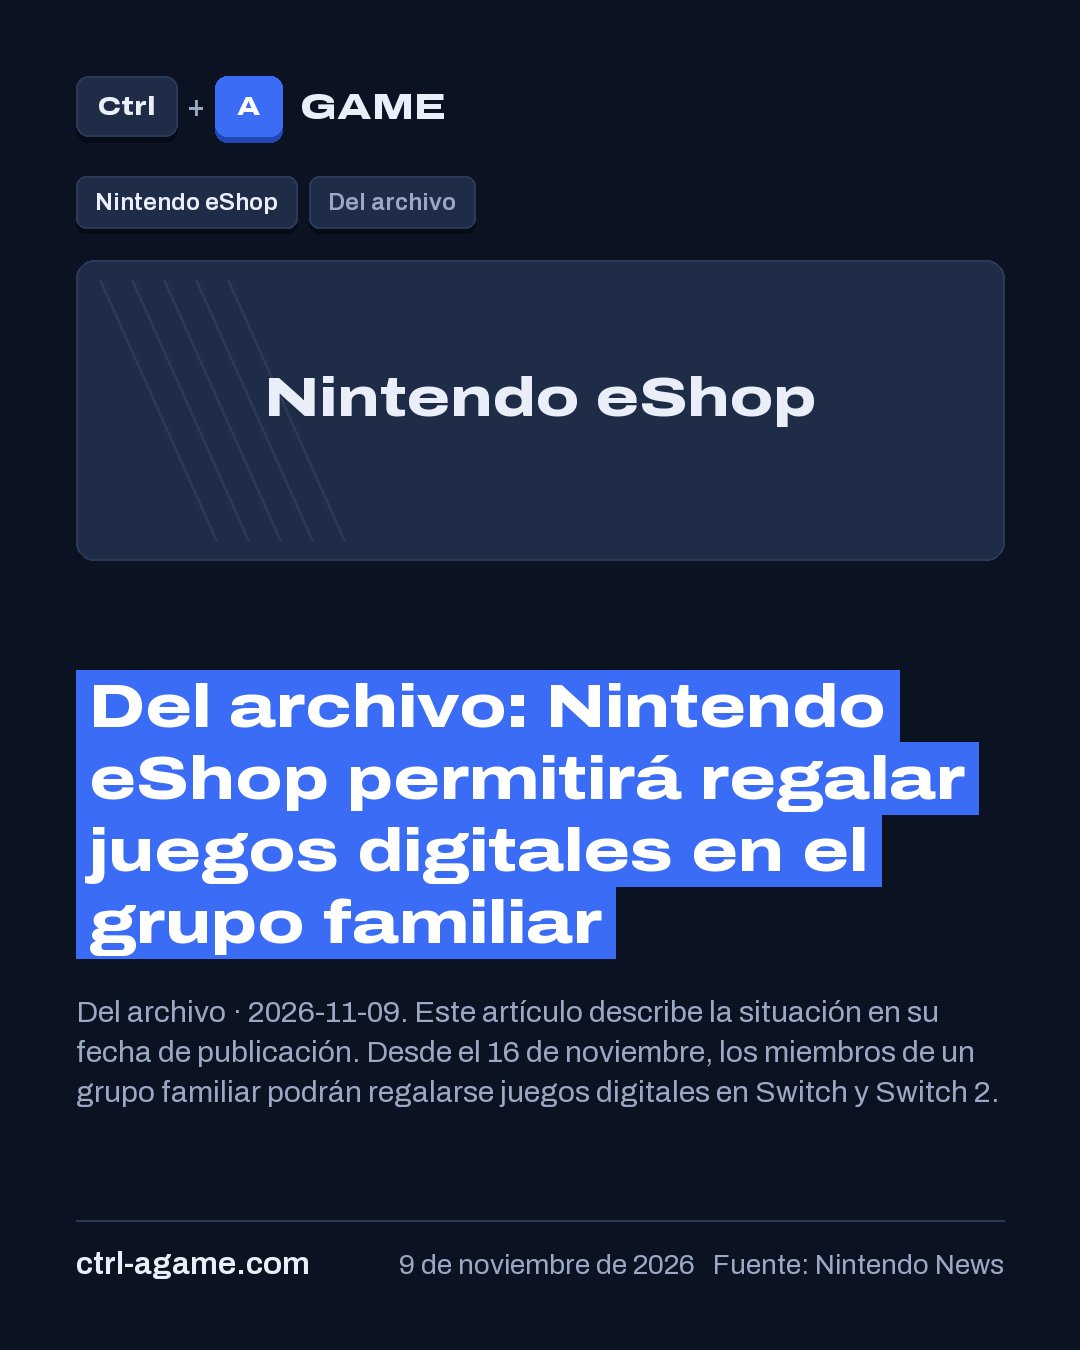 Ctrl + A GAME
Nintendo eShop Del archivo
Nintendo eShop
Del archivo: Nintendo
eShop permitirá regalar
juegos digitales en el
grupo familiar
Del archivo · 2026-11-09. Este artículo describe la situación en su
fecha de publicación. Desde el 16 de noviembre, los miembros de un
grupo familiar podrán regalarse juegos digitales en Switch y Switch 2.
ctrl-agame.com 9 de noviembre de 2026 Fuente: Nintendo News